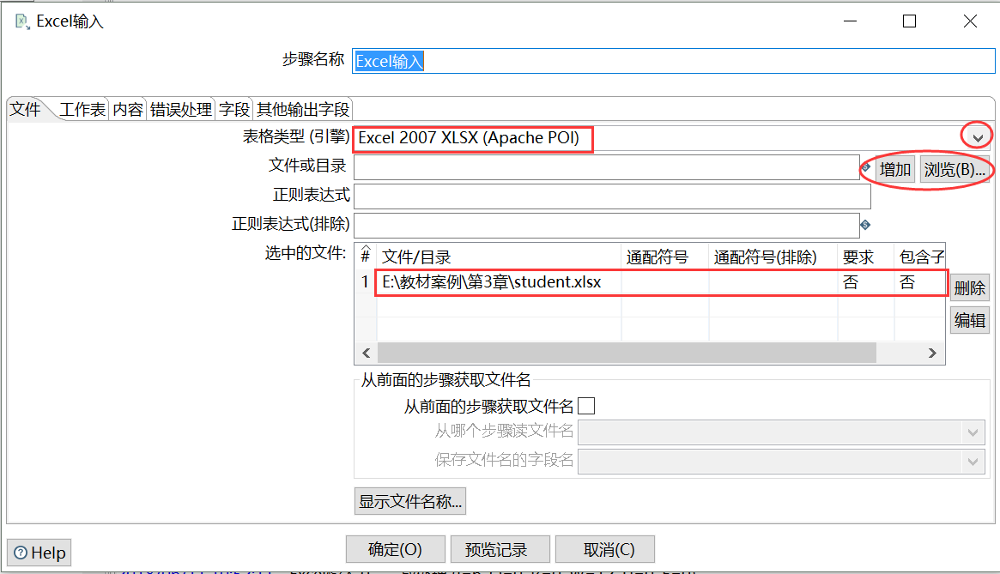 Excel输入
步骤名称 Excel输入
文件 工作表 内容 错误处理 字段 其他输出字段
表格类型 (引擎) Excel 2007 XLSX (Apache POI)
文件或目录 增加 浏览(B)...
正则表达式
正则表达式(排除)
选中的文件: # 文件/目录 通配符号 通配符号(排除) 要求 包含子
1 E:\教材案例\第3章\student.xlsx 否 否
删除
编辑
从前面的步骤获取文件名
从前面的步骤获取文件名
从哪个步骤读文件名
保存文件名的字段名
显示文件名称...
Help 确定(O) 预览记录 取消(C)